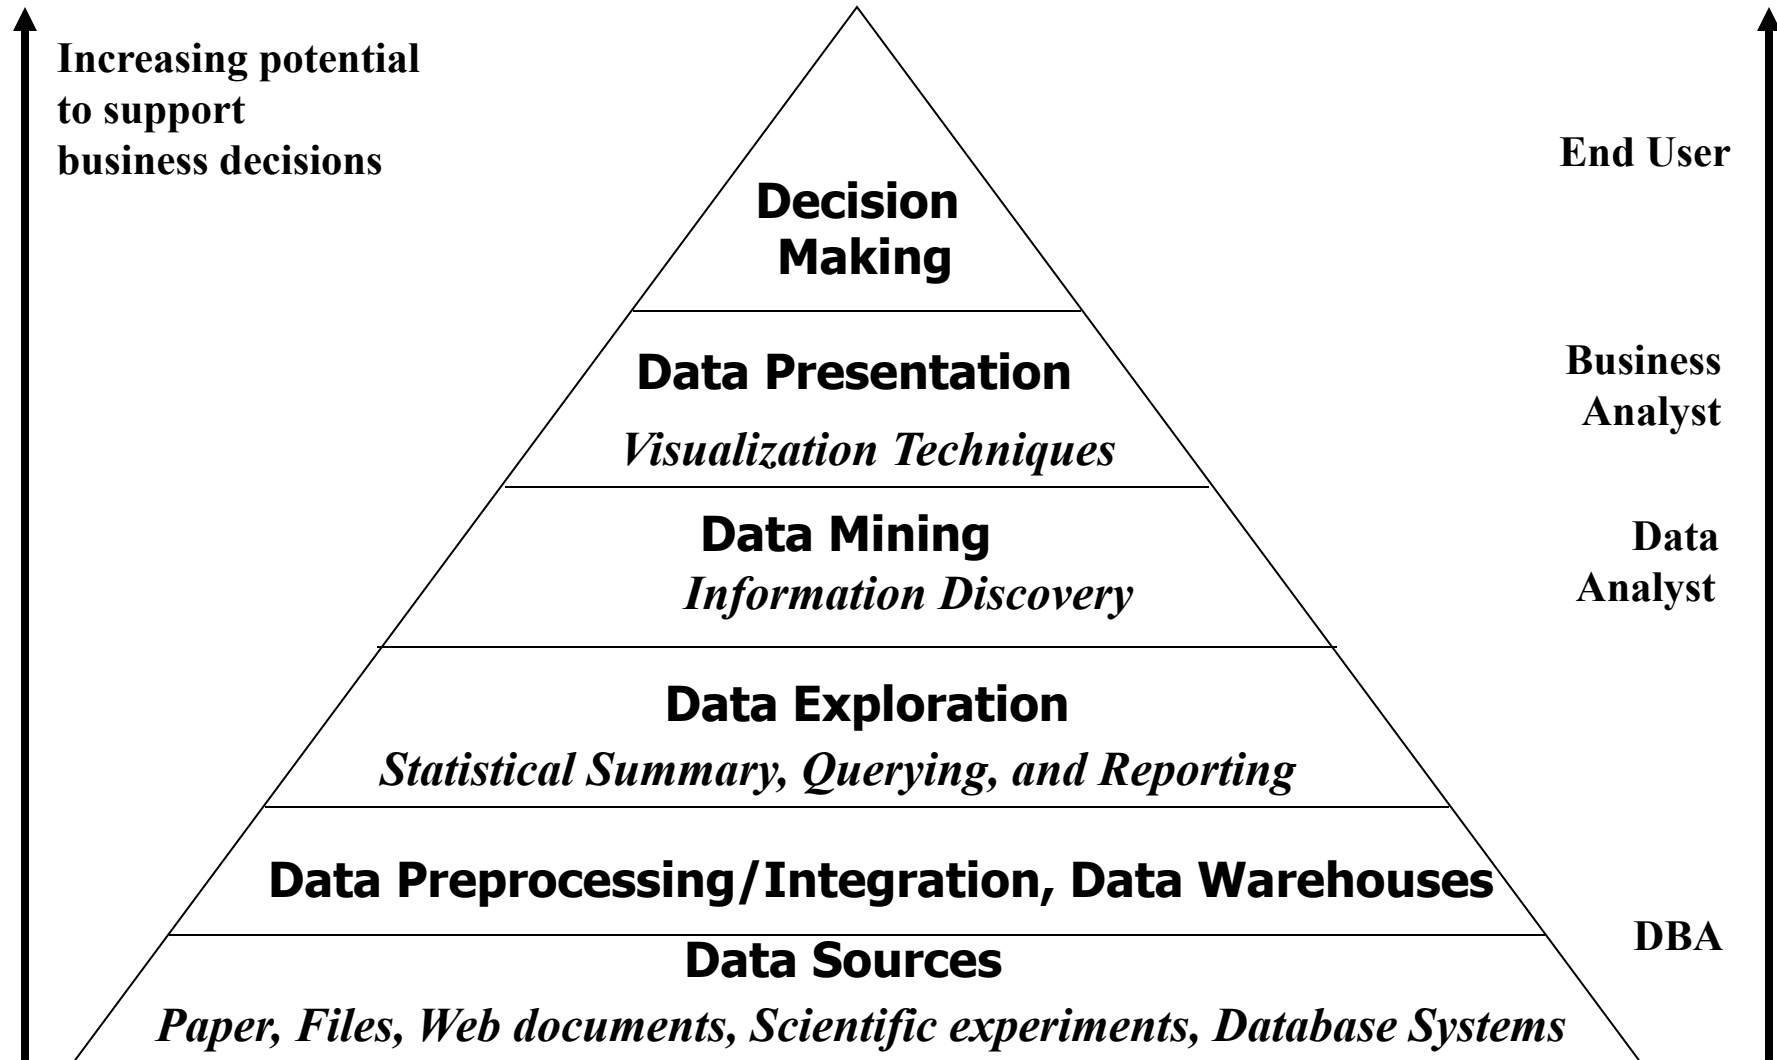 Increasing potential
to support
business decisions
End User
Decision
Making
Business
Analyst
Data Presentation
Visualization Techniques
Data Mining
Information Discovery
Data
Analyst
Data Exploration
Statistical Summary, Querying, and Reporting
Data Preprocessing/Integration, Data Warehouses
DBA
Data Sources
Paper, Files, Web documents, Scientific experiments, Database Systems